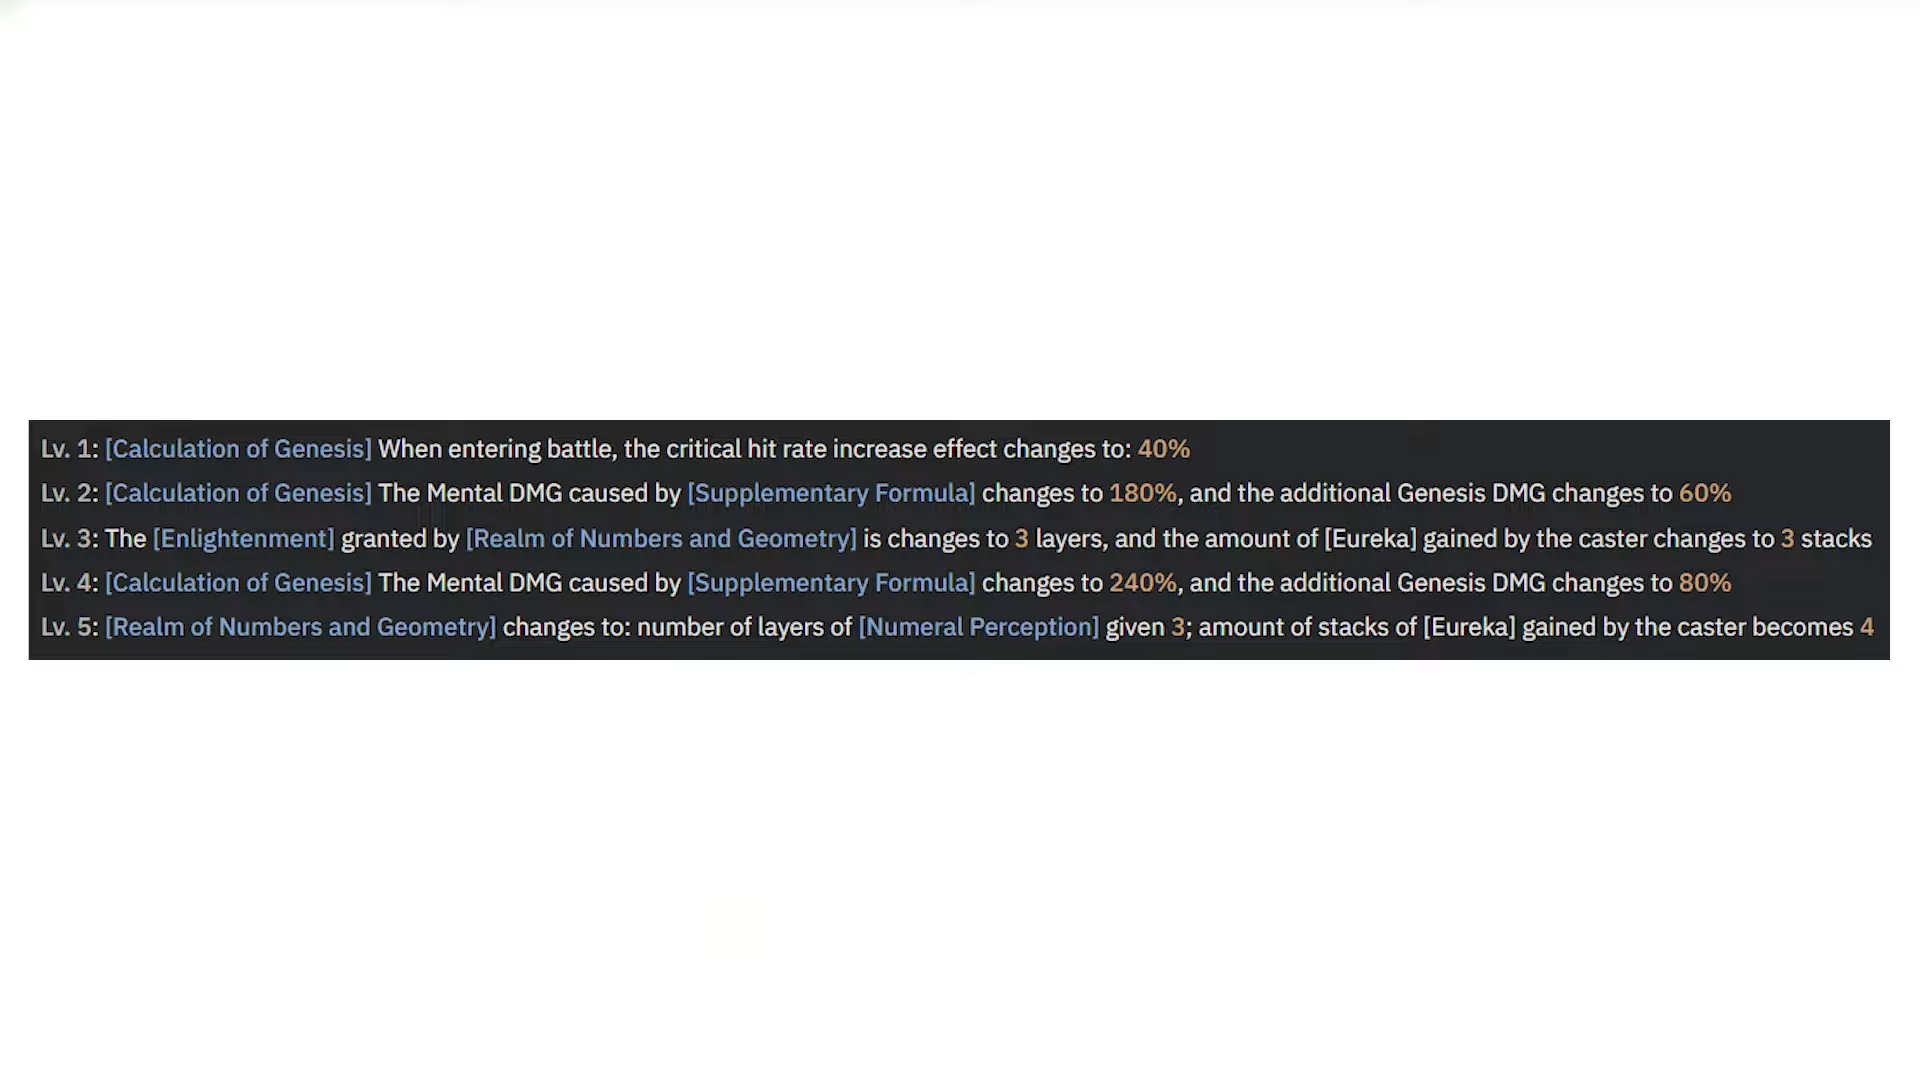 Lv. 1: [Calculation of Genesis] When entering battle, the critical hit rate increase effect changes to: 40%
Lv. 2: [Calculation of Genesis] The Mental DMG caused by [Supplementary Formula] changes to 180%, and the additional Genesis DMG changes to 60%
Lv. 3: The [Enlightenment] granted by [Realm of Numbers and Geometry] is changes to 3 layers, and the amount of [Eureka] gained by the caster changes to 3 stacks
Lv. 4: [Calculation of Genesis] The Mental DMG caused by [Supplementary Formula] changes to 240%, and the additional Genesis DMG changes to 80%
Lv. 5: [Realm of Numbers and Geometry] changes to: number of layers of [Numeral Perception] given 3; amount of stacks of [Eureka] gained by the caster becomes 4